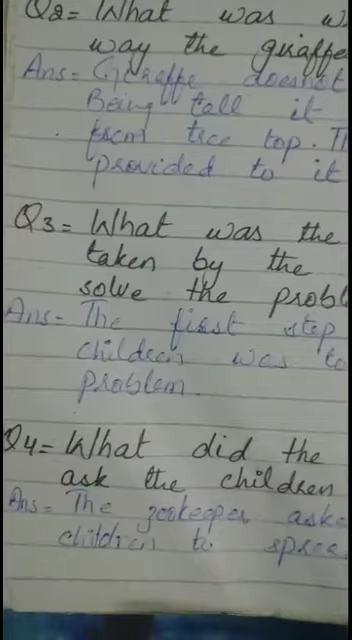 Q2= What was
way the giraffe
Ans= Giraffe doesnot
Being tall it
from tree top.
provided to it
Q3= What was the
taken by the
solve the probl
Ans- The first step
children was to
problem.
Q4= What did the
ask the children
Ans= The zookeeper aske
children to sprea